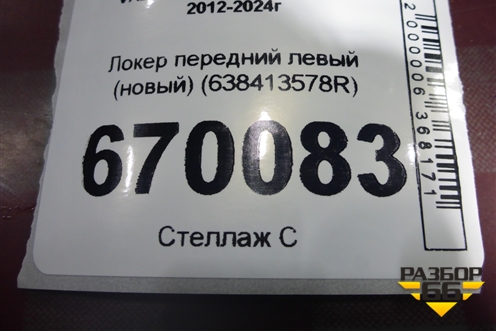 2012-2024г
Локер передний левый
(новый) (638413578R)
670083
Стеллаж С
2000006368171
РАЗБОР
66